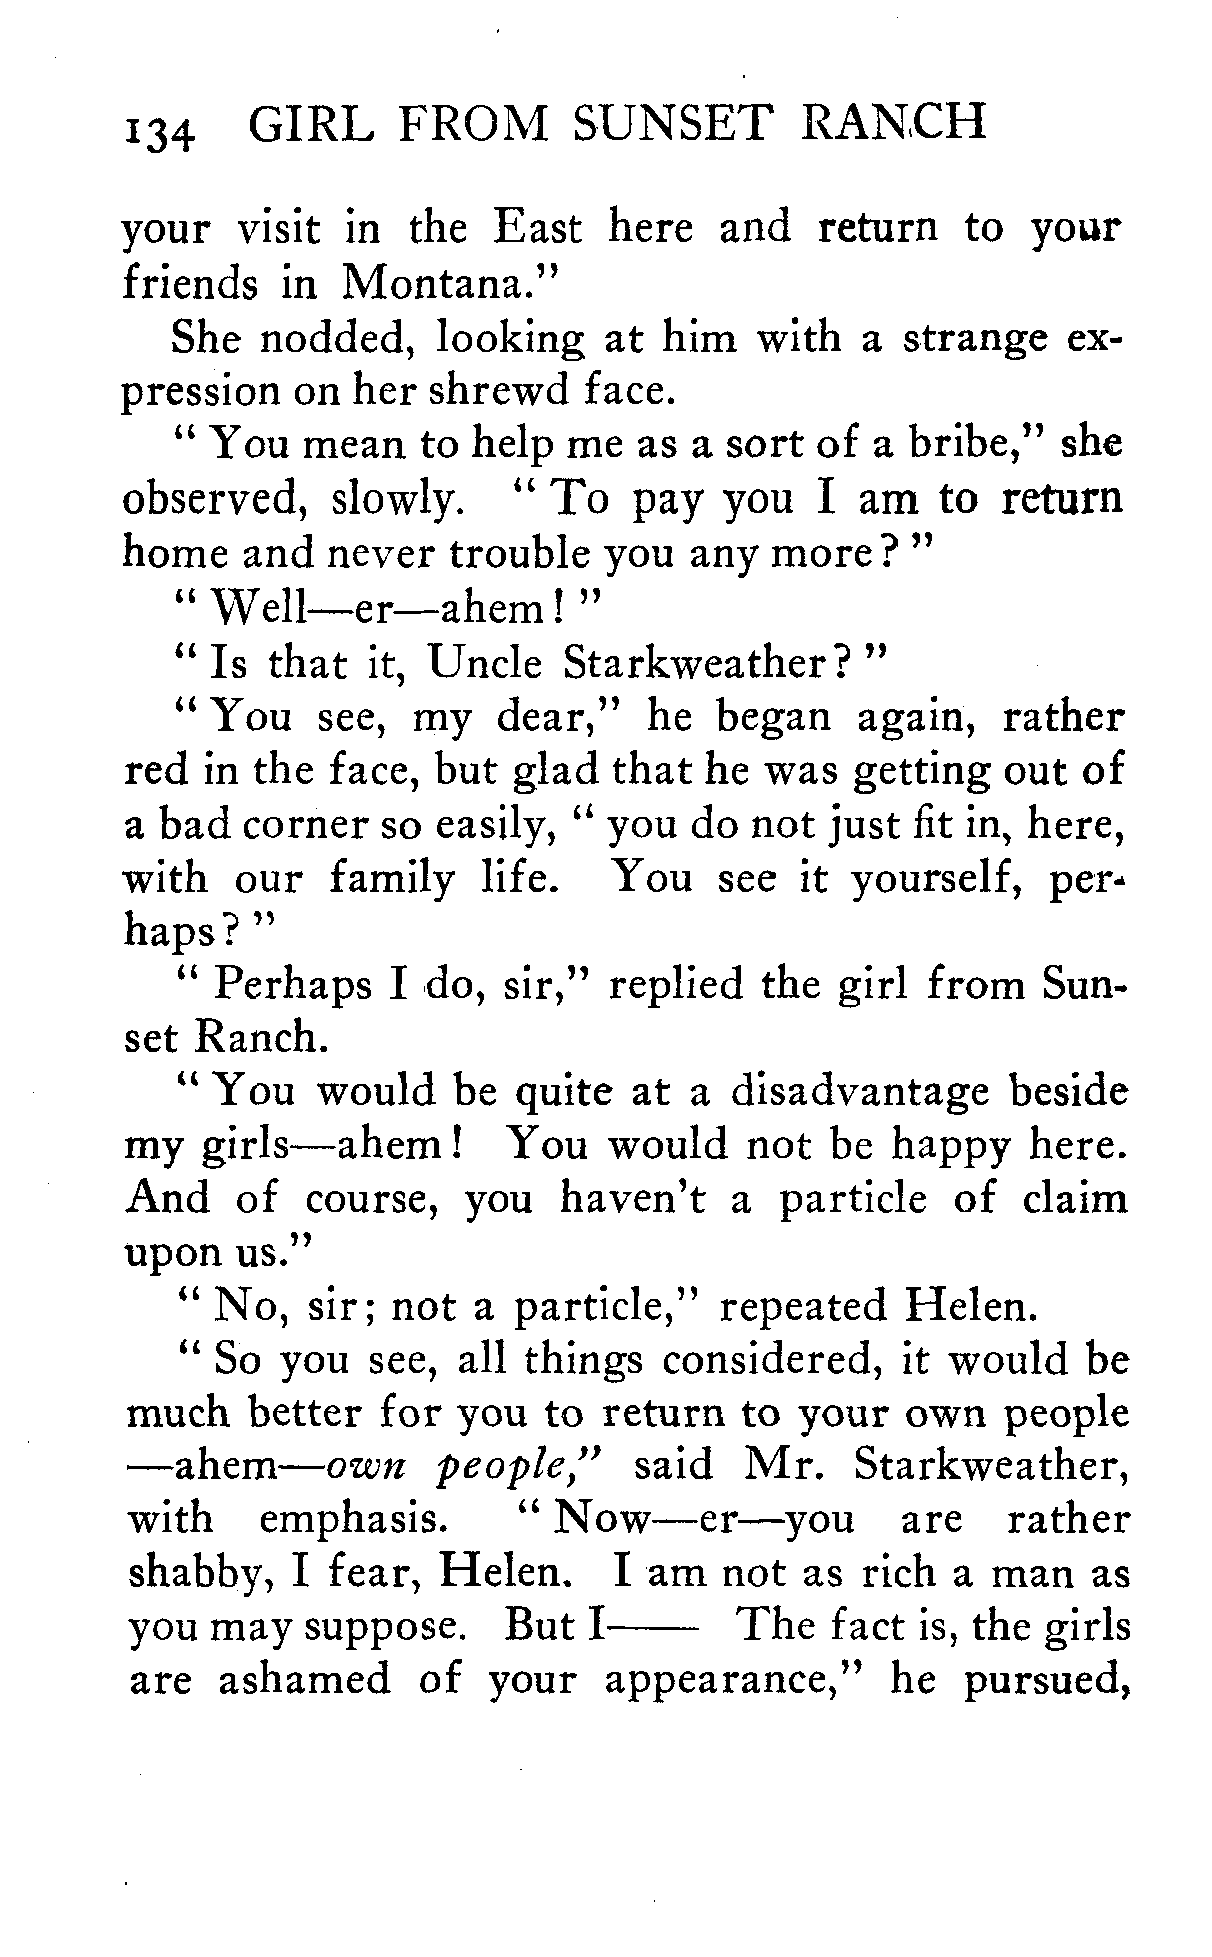 134 GIRL FROM SUNSET RANCH
your visit in the East here and return to your
friends in Montana."
She nodded, looking at him with a strange ex-
pression on her shrewd face.
" You mean to help me as a sort of a bribe," she
observed, slowly. " To pay you I am to return
home and never trouble you any more? "
" Well—er—ahem! "
" Is that it, Uncle Starkweather? "
" You see, my dear," he began again, rather
red in the face, but glad that he was getting out of
a bad corner so easily, " you do not just fit in, here,
with our family life. You see it yourself, per-
haps? "
" Perhaps I do, sir," replied the girl from Sun-
set Ranch.
" You would be quite at a disadvantage beside
my girls—ahem! You would not be happy here.
And of course, you haven't a particle of claim
upon us."
" No, sir; not a particle," repeated Helen.
" So you see, all things considered, it would be
much better for you to return to your own people
—ahem—own people," said Mr. Starkweather,
with emphasis. " Now—er—you are rather
shabby, I fear, Helen. I am not as rich a man as
you may suppose. But I—— The fact is, the girls
are ashamed of your appearance," he pursued,